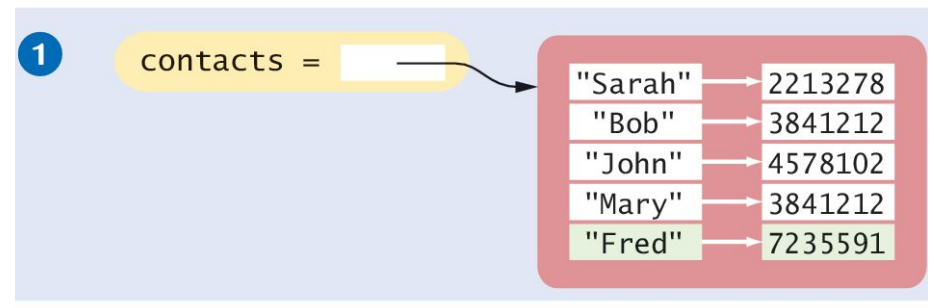 1
contacts =
"Sarah" 2213278
"Bob" 3841212
"John" 4578102
"Mary" 3841212
"Fred" 7235591